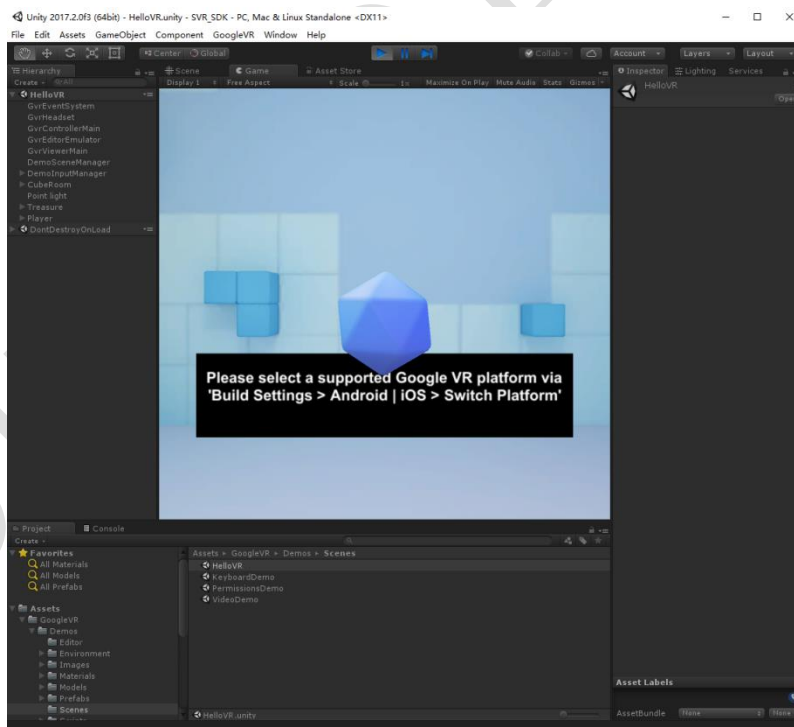 Unity 2017.2.0f3 (64bit) - HelloVR.unity - SVR_SDK - PC, Mac & Linux Standalone <DX11>
File Edit Assets GameObject Component GoogleVR Window Help
Center Global Collab Account Layers Layout
Hierarchy Scene Game Asset Store Inspector Lighting Services
Create All Display 1 Free Aspect Scale 1x Maximize On Play Mute Audio Stats Gizmos HelloVR
HelloVR
Open
GvrEventSystem
GvrHeadset
GvrControllerMain
GvrEditorEmulator
GvrViewerMain
DemoSceneManager
DemoInputManager
CubeRoom
Point light
Treasure
Player
DontDestroyOnLoad
Please select a supported Google VR platform via
'Build Settings > Android | iOS > Switch Platform'
Project Console
Create
Favorites
All Materials
All Models
All Prefabs
Assets
GoogleVR
Demos
Editor
Environment
Images
Materials
Models
Prefabs
Scenes
Assets ▸ GoogleVR ▸ Demos ▸ Scenes
HelloVR
KeyboardDemo
PermissionsDemo
VideoDemo
HelloVR.unity
Asset Labels
AssetBundle None None